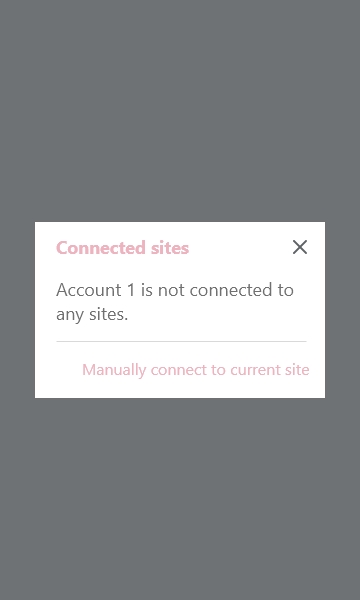 Connected sites
Account 1 is not connected to
any sites.
Manually connect to current site